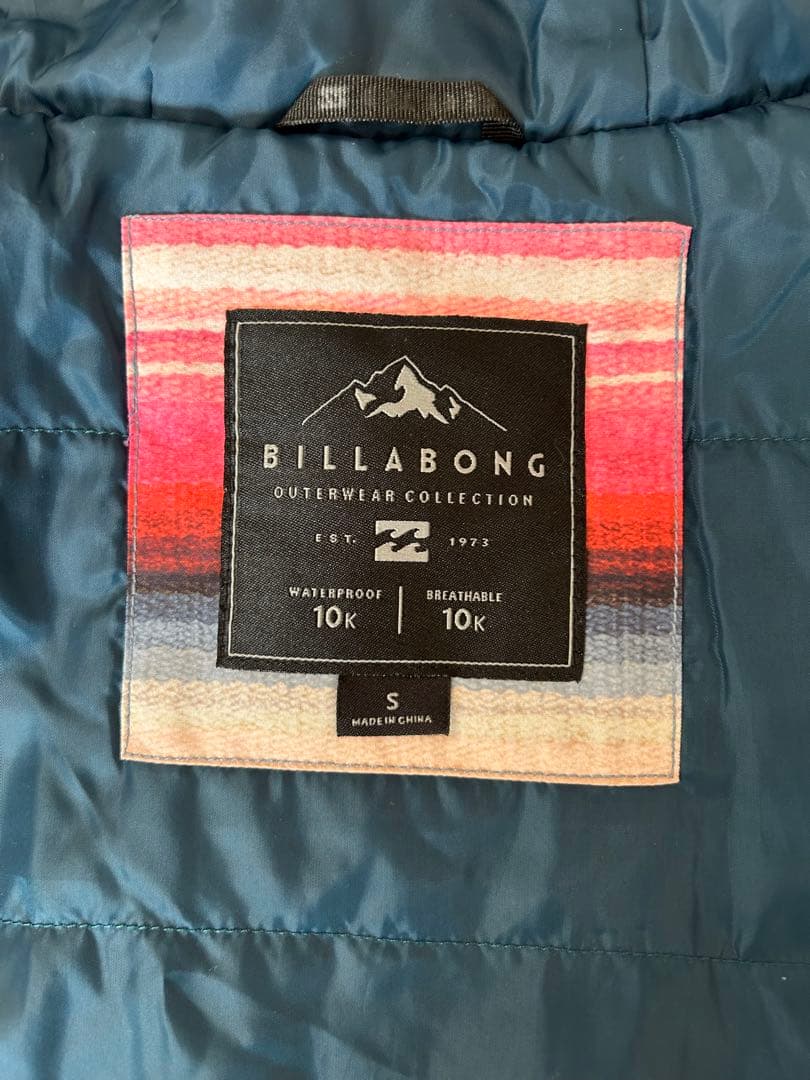 BILLABONG
OUTERWEAR COLLECTION
EST. 1973
WATERPROOF BREATHABLE
10K 10K
S
MADE IN CHINA